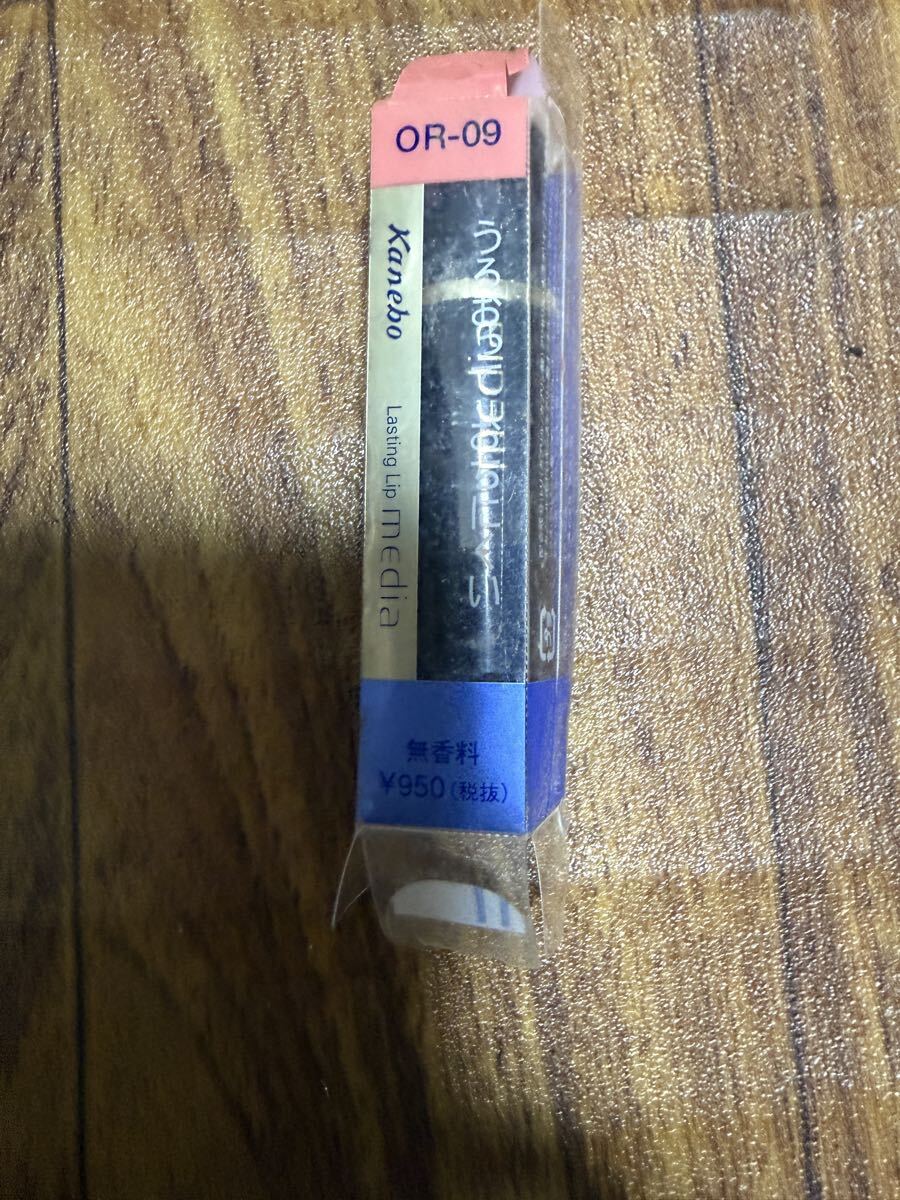 OR-09
Kanebo
Lasting Lip media
無香料
¥950(税抜)